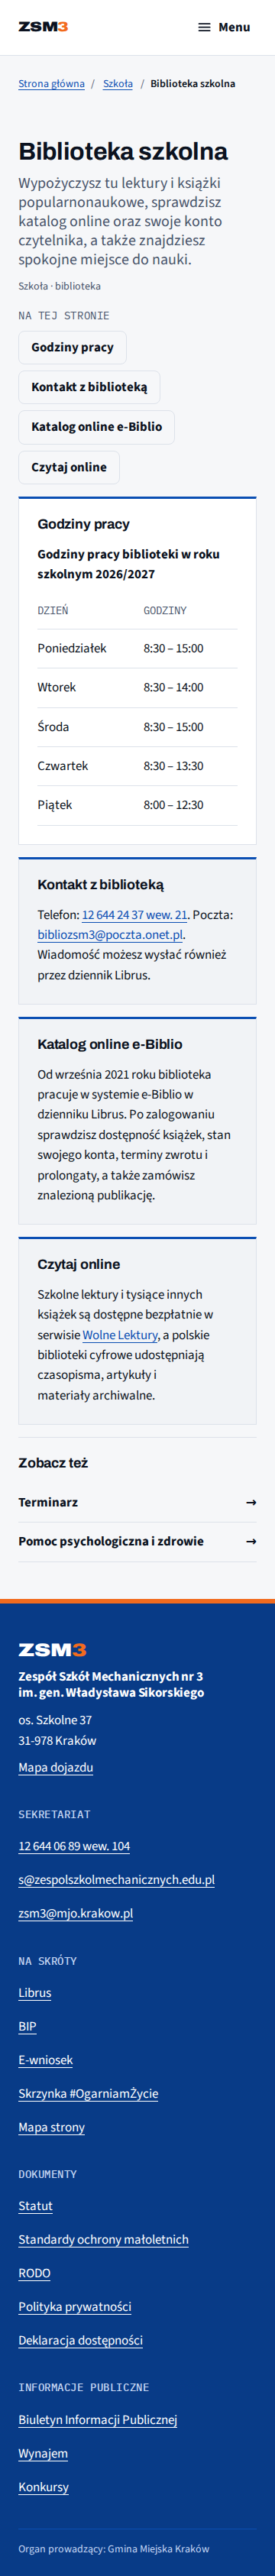 ZSM3
Menu
Strona główna / Szkoła / Biblioteka szkolna
Biblioteka szkolna
Wypożyczysz tu lektury i książki
popularnonaukowe, sprawdzisz
katalog online oraz swoje konto
czytelnika, a także znajdziesz
spokojne miejsce do nauki.
Szkoła · biblioteka
NA TEJ STRONIE
Godziny pracy
Kontakt z biblioteką
Katalog online e-Biblio
Czytaj online
Godziny pracy
Godziny pracy biblioteki w roku
szkolnym 2026/2027
DZIEŃ GODZINY
Poniedziałek 8:30 – 15:00
Wtorek 8:30 – 14:00
Środa 8:30 – 15:00
Czwartek 8:30 – 13:30
Piątek 8:00 – 12:30
Kontakt z biblioteką
Telefon: 12 644 24 37 wew. 21. Poczta:
bibliozsm3@poczta.onet.pl.
Wiadomość możesz wysłać również
przez dziennik Librus.
Katalog online e-Biblio
Od września 2021 roku biblioteka
pracuje w systemie e-Biblio w
dzienniku Librus. Po zalogowaniu
sprawdzisz dostępność książek, stan
swojego konta, terminy zwrotu i
prolongaty, a także zamówisz
znalezioną publikację.
Czytaj online
Szkolne lektury i tysiące innych
książek są dostępne bezpłatnie w
serwisie Wolne Lektury, a polskie
biblioteki cyfrowe udostępniają
czasopisma, artykuły i
materiały archiwalne.
Zobacz też
Terminarz →
Pomoc psychologiczna i zdrowie →
ZSM3
Zespół Szkół Mechanicznych nr 3
im. gen. Władysława Sikorskiego
os. Szkolne 37
31-978 Kraków
Mapa dojazdu
SEKRETARIAT
12 644 06 89 wew. 104
s@zespolszkolmechanicznych.edu.pl
zsm3@mjo.krakow.pl
NA SKRÓTY
Librus
BIP
E-wniosek
Skrzynka #OgarniamŻycie
Mapa strony
DOKUMENTY
Statut
Standardy ochrony małoletnich
RODO
Polityka prywatności
Deklaracja dostępności
INFORMACJE PUBLICZNE
Biuletyn Informacji Publicznej
Wynajem
Konkursy
Organ prowadzący: Gmina Miejska Kraków